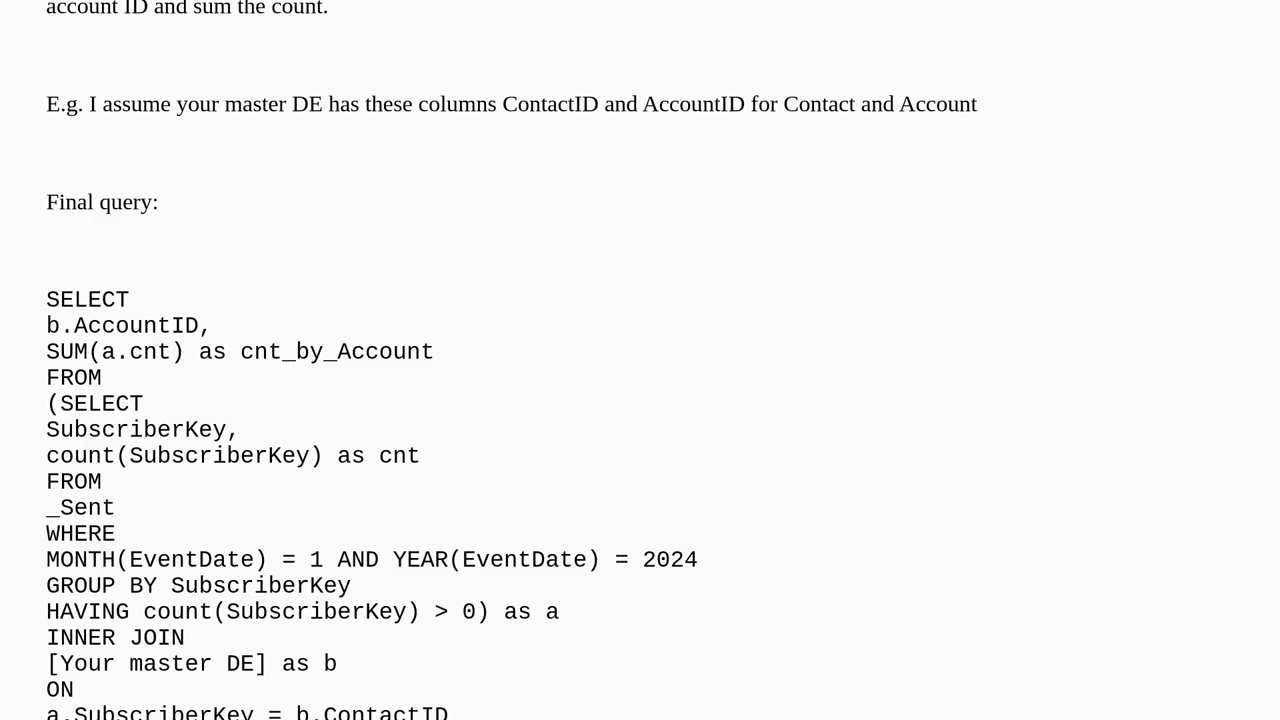 account ID and sum the count.
E.g. I assume your master DE has these columns ContactID and AccountID for Contact and Account
Final query:
SELECT
b.AccountID,
SUM(a.cnt) as cnt_by_Account
FROM
(SELECT
SubscriberKey,
count(SubscriberKey) as cnt
FROM
_Sent
WHERE
MONTH(EventDate) = 1 AND YEAR(EventDate) = 2024
GROUP BY SubscriberKey
HAVING count(SubscriberKey) > 0) as a
INNER JOIN
[Your master DE] as b
ON
a.SubscriberKey = b.ContactID